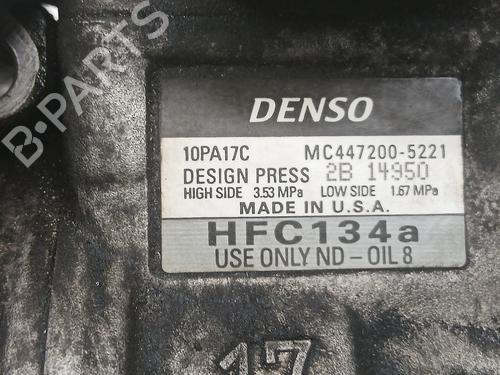 DENSO
10PA17C MC447200-5221
DESIGN PRESS 2B 14950
HIGH SIDE 3.53 MPa LOW SIDE 1.67 MPa
MADE IN U.S.A.
HFC134a
USE ONLY ND-OIL 8
17
B-PARTS